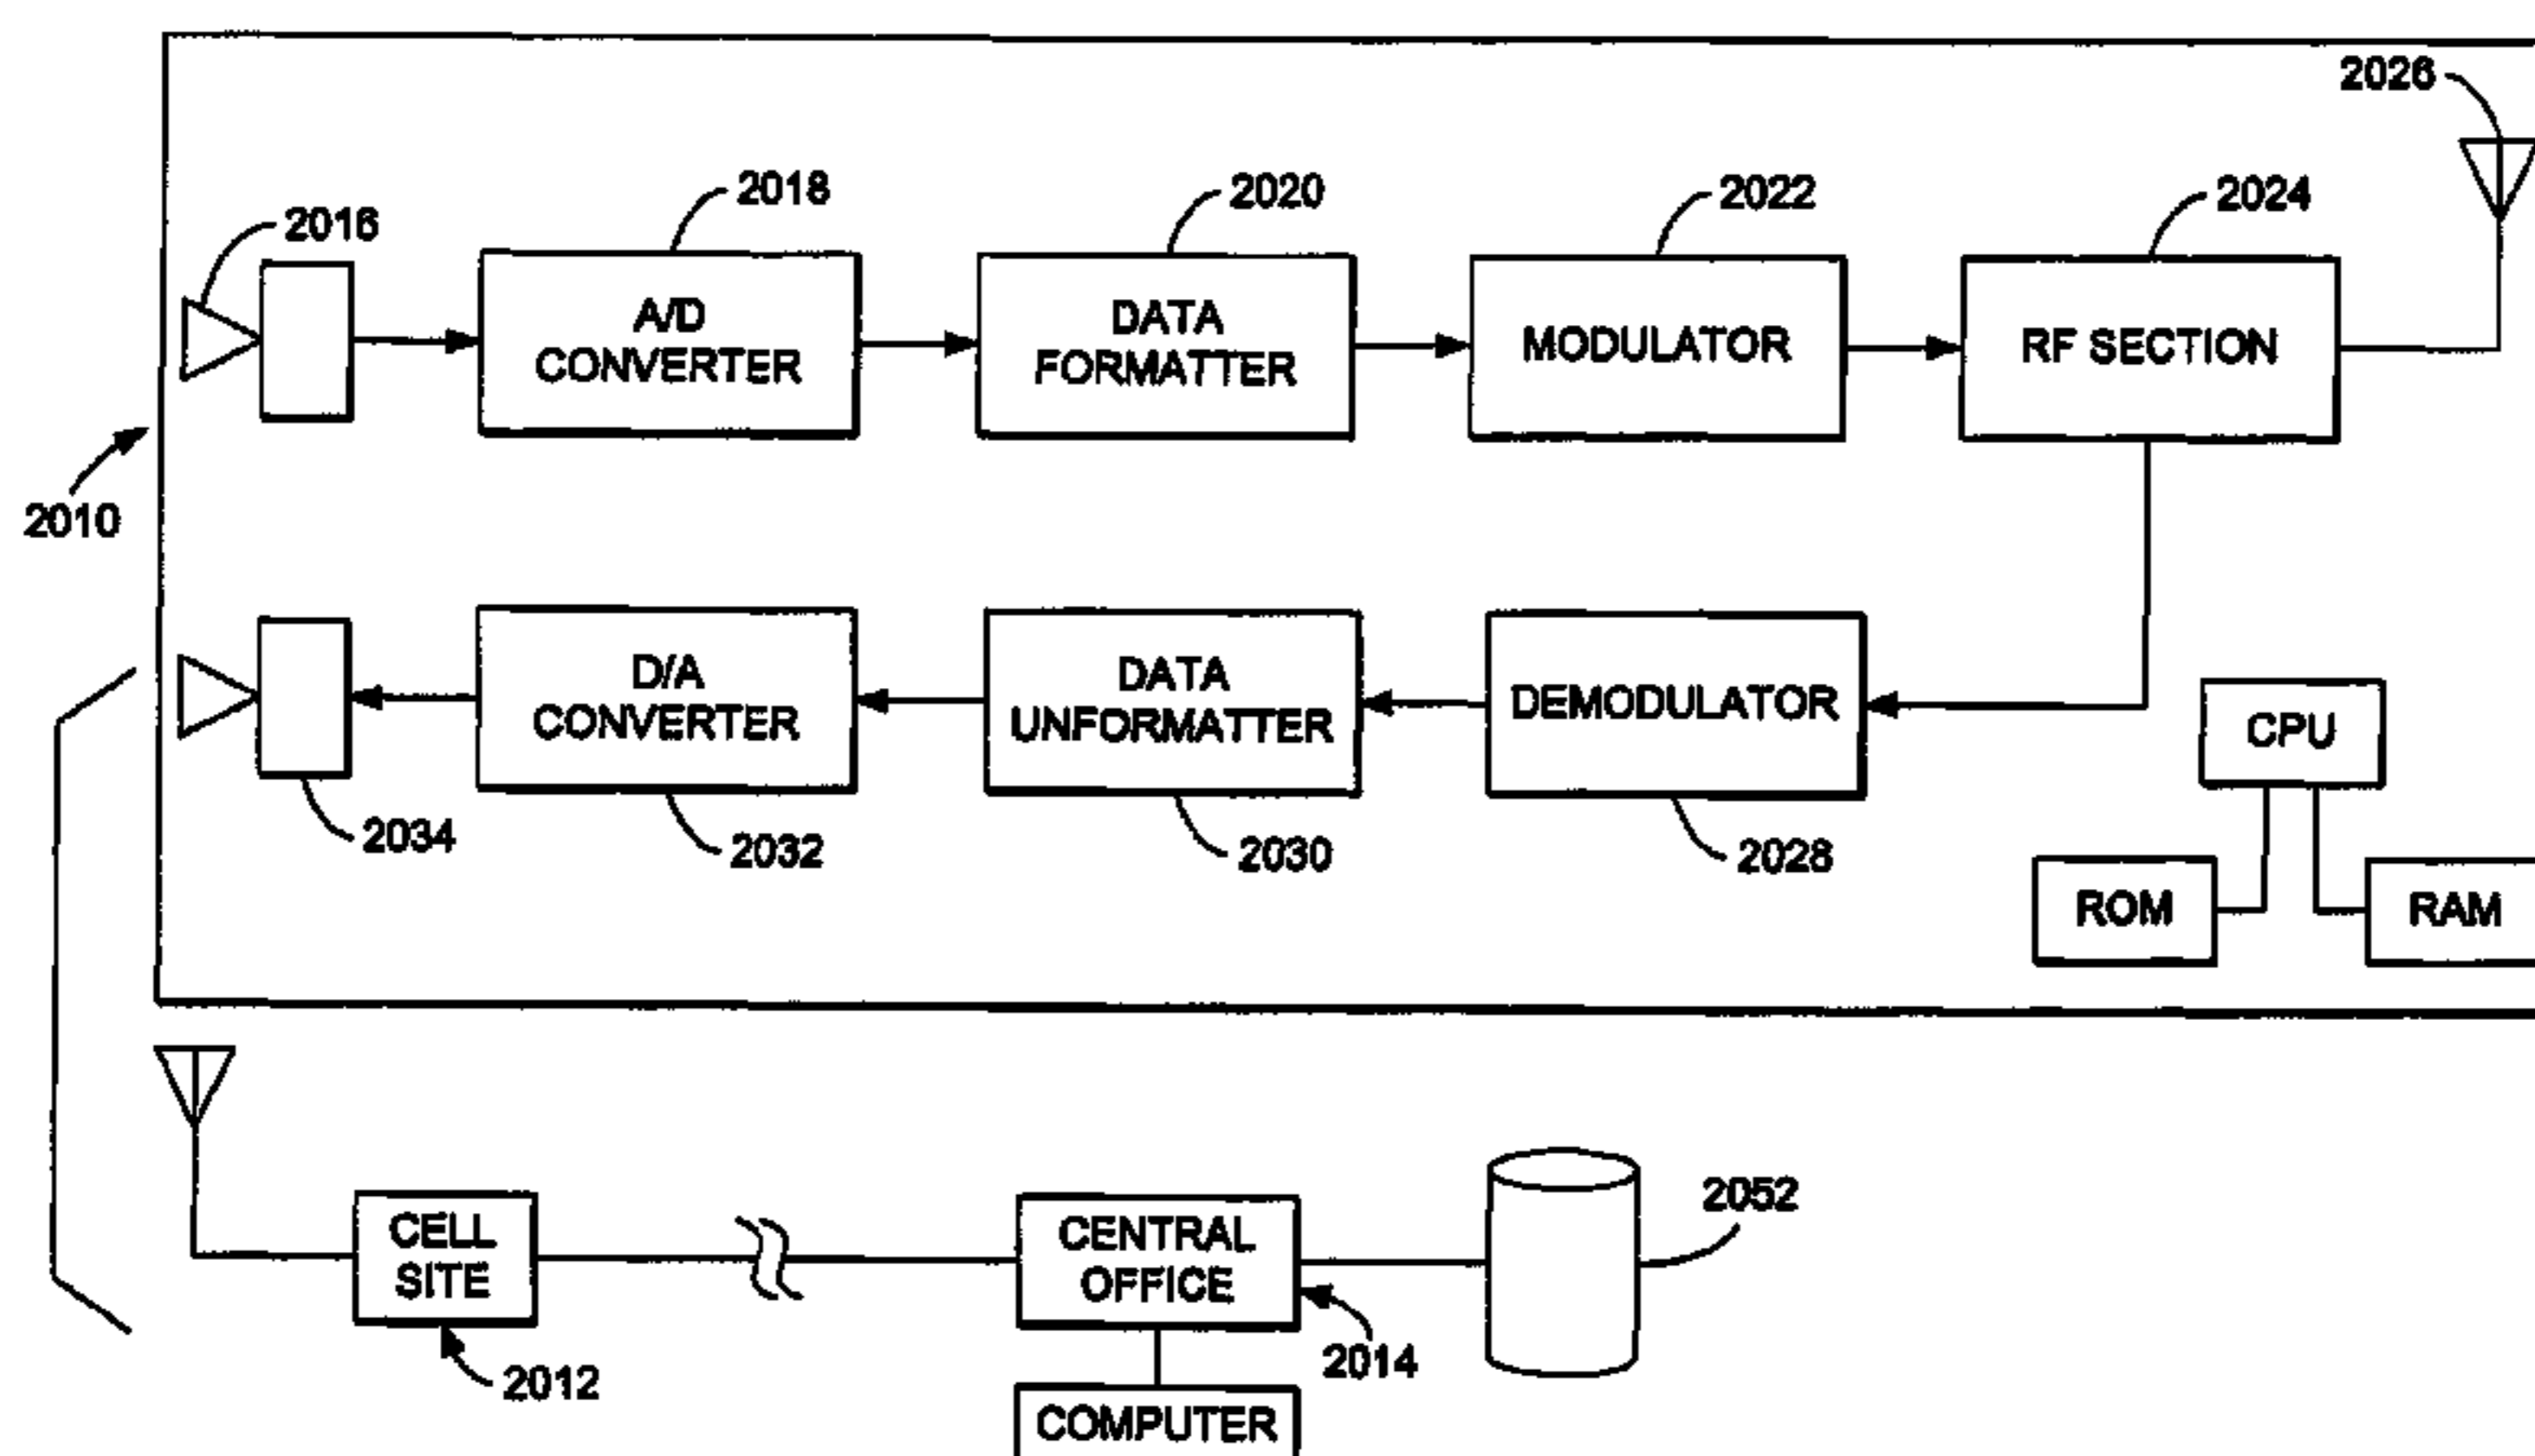 2026
2016
2018
2020
2022
2024
A/D
CONVERTER
DATA
FORMATTER
MODULATOR
RF SECTION
2010
D/A
CONVERTER
DATA
UNFORMATTER
DEMODULATOR
CPU
2034
2032
2030
2028
ROM
RAM
CELL
SITE
CENTRAL
OFFICE
2052
2012
2014
COMPUTER